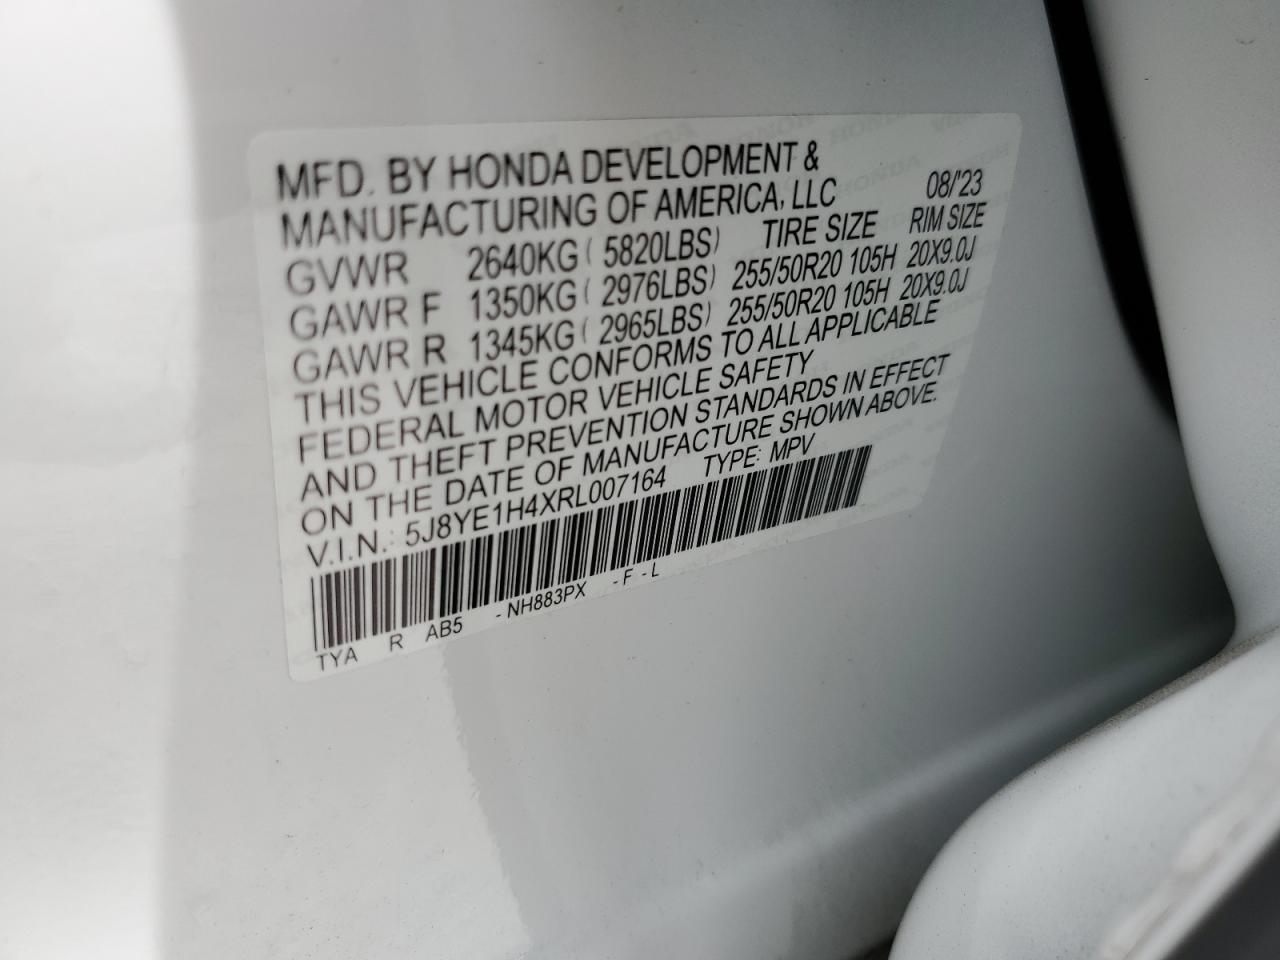 MFD. BY HONDA DEVELOPMENT &
MANUFACTURING OF AMERICA, LLC 08/'23
GVWR 2640KG ( 5820LBS) TIRE SIZE RIM SIZE
GAWR F 1350KG ( 2976LBS) 255/50R20 105H 20X9.0J
GAWR R 1345KG ( 2965LBS) 255/50R20 105H 20X9.0J
THIS VEHICLE CONFORMS TO ALL APPLICABLE
FEDERAL MOTOR VEHICLE SAFETY
AND THEFT PREVENTION STANDARDS IN EFFECT
ON THE DATE OF MANUFACTURE SHOWN ABOVE.
V.I.N.: 5J8YE1H4XRL007164 TYPE: MPV
TYA R AB5 -NH883PX -F-L